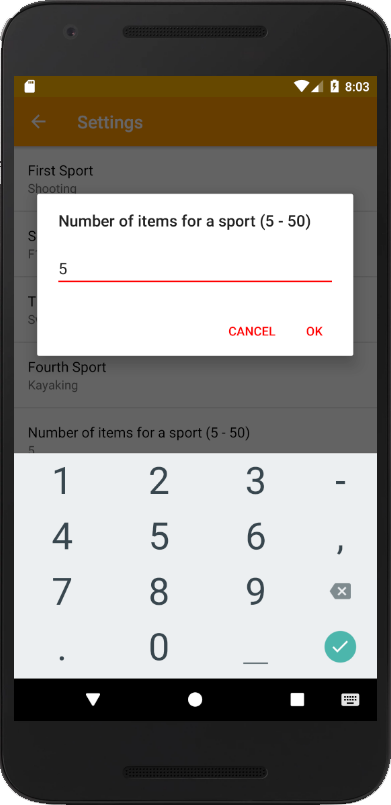 8:03
Settings
First Sport
Shooting
Number of items for a sport (5 - 50)
5
CANCEL
OK
Fourth Sport
Kayaking
Number of items for a sport (5 - 50)
5
1 2 3 -
4 5 6 ,
7 8 9
. 0 _